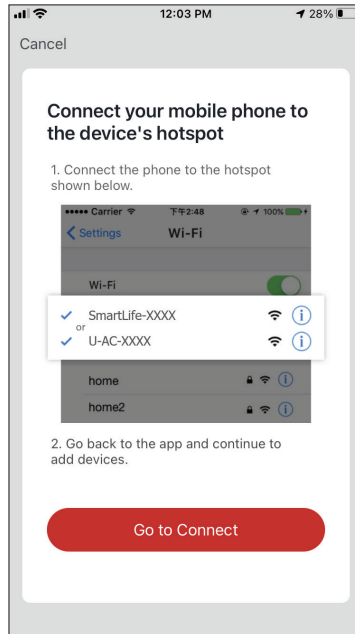 12:03 PM 28%
Cancel
Connect your mobile phone to
the device's hotspot
1. Connect the phone to the hotspot
shown below.
Carrier 下午2:48 100%
Settings Wi-Fi
Wi-Fi
SmartLife-XXXX
or
U-AC-XXXX
home
home2
2. Go back to the app and continue to
add devices.
Go to Connect